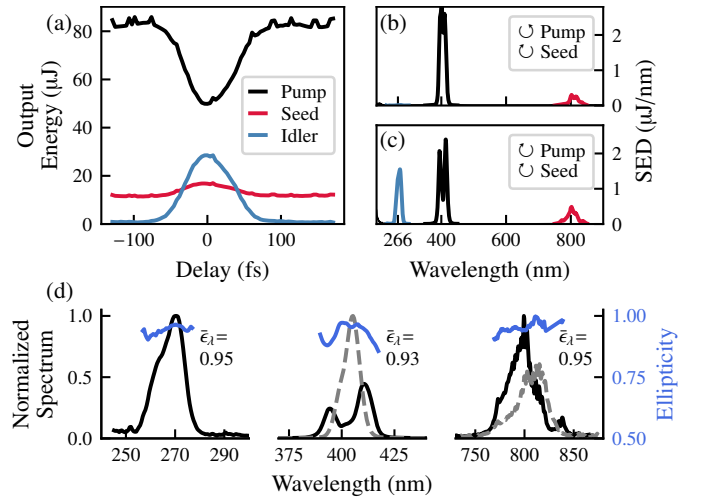 (a)
80
60
40
20
0
Output
Energy (μJ)
Pump
Seed
Idler
−100
0
100
Delay (fs)
(b)
↺ Pump
↻ Seed
2
1
0
(c)
↻ Pump
↻ Seed
2
1
0
SED (μJ/nm)
266
400
600
800
Wavelength (nm)
(d)
1.0
0.5
0.0
Normalized
Spectrum
ε̄λ=
0.95
250
270
290
ε̄λ=
0.93
375
400
425
ε̄λ=
0.95
750
800
850
1.00
0.75
0.50
Ellipticity
Wavelength (nm)